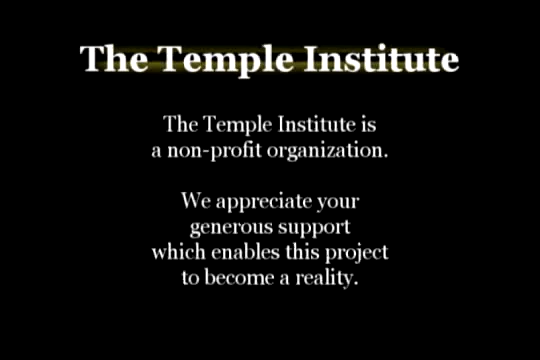 The Temple Institute
The Temple Institute is
a non-profit organization.
We appreciate your
generous support
which enables this project
to become a reality.